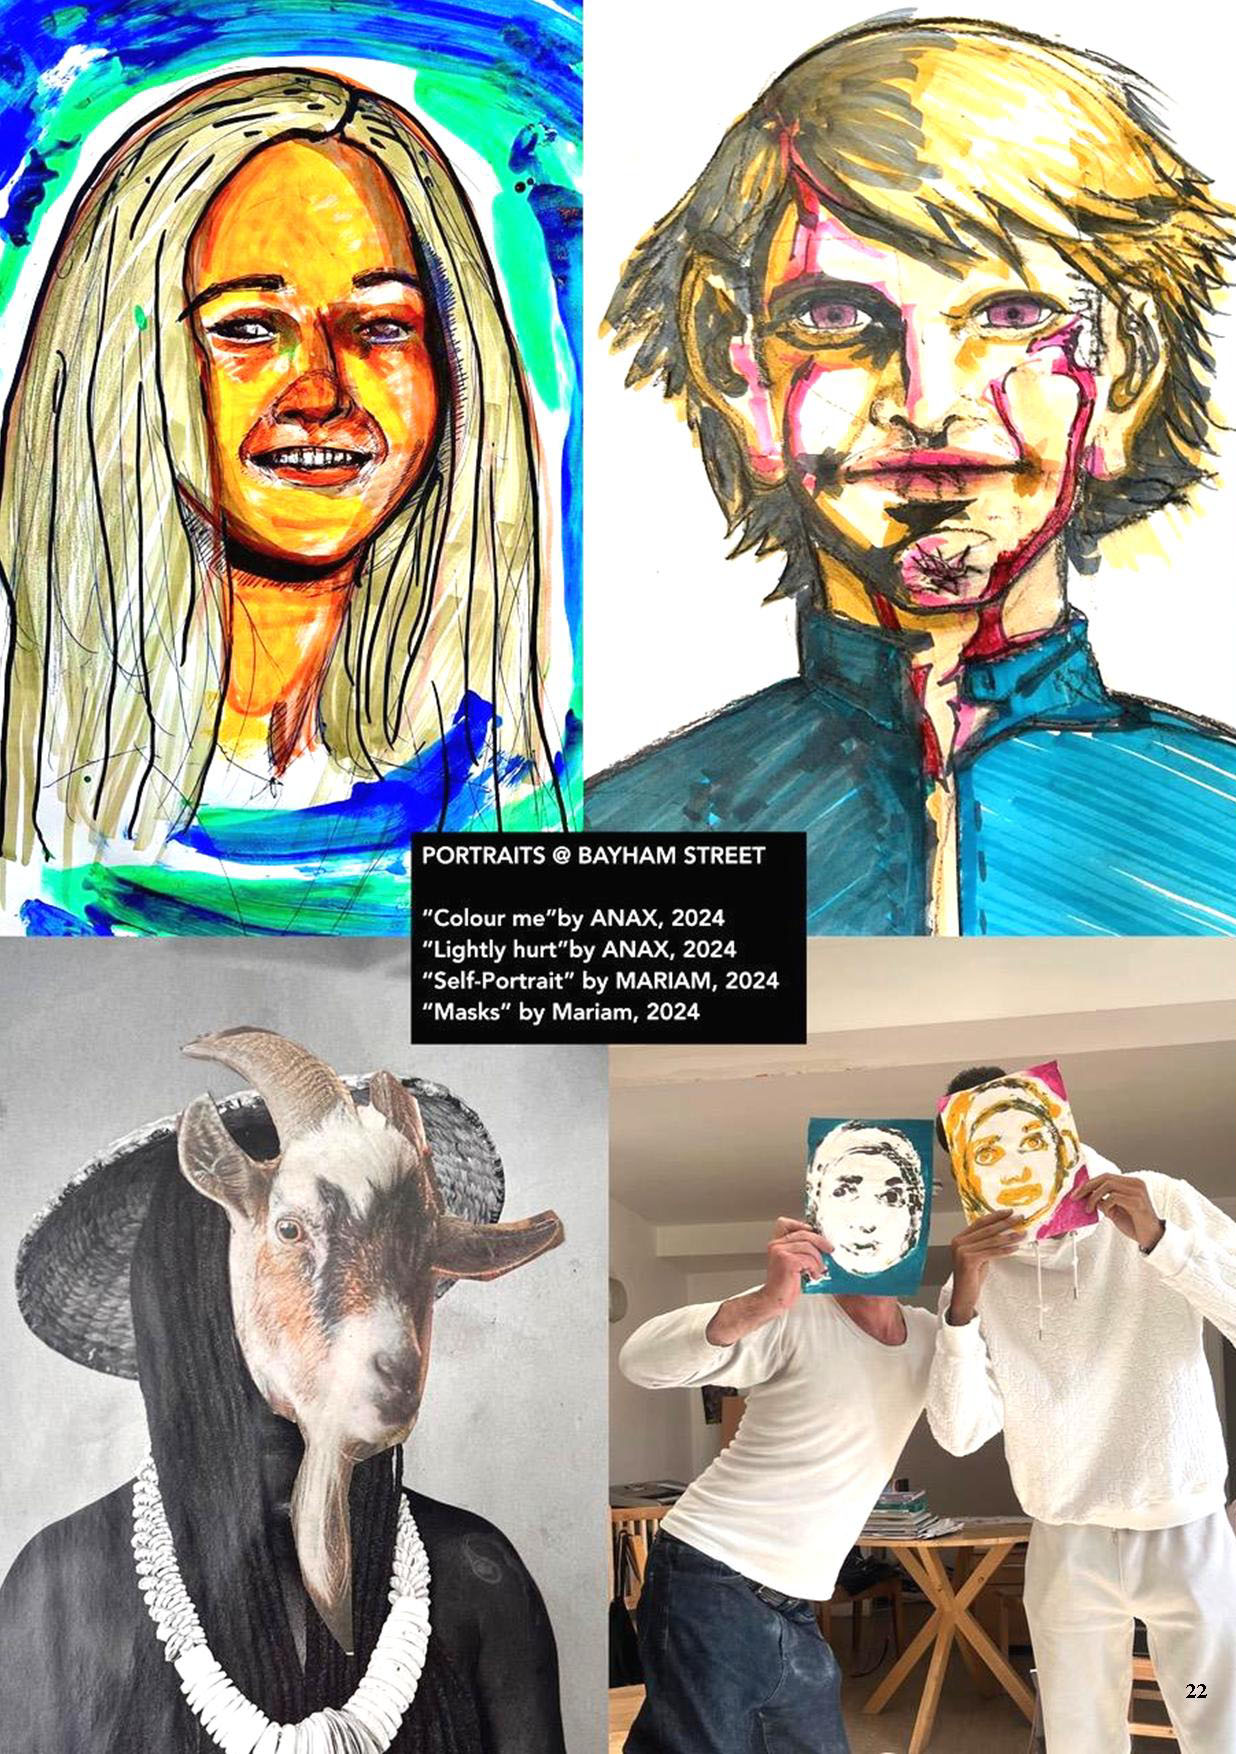 PORTRAITS @ BAYHAM STREET
“Colour me”by ANAX, 2024
“Lightly hurt”by ANAX, 2024
“Self-Portrait” by MARIAM, 2024
“Masks” by Mariam, 2024
22